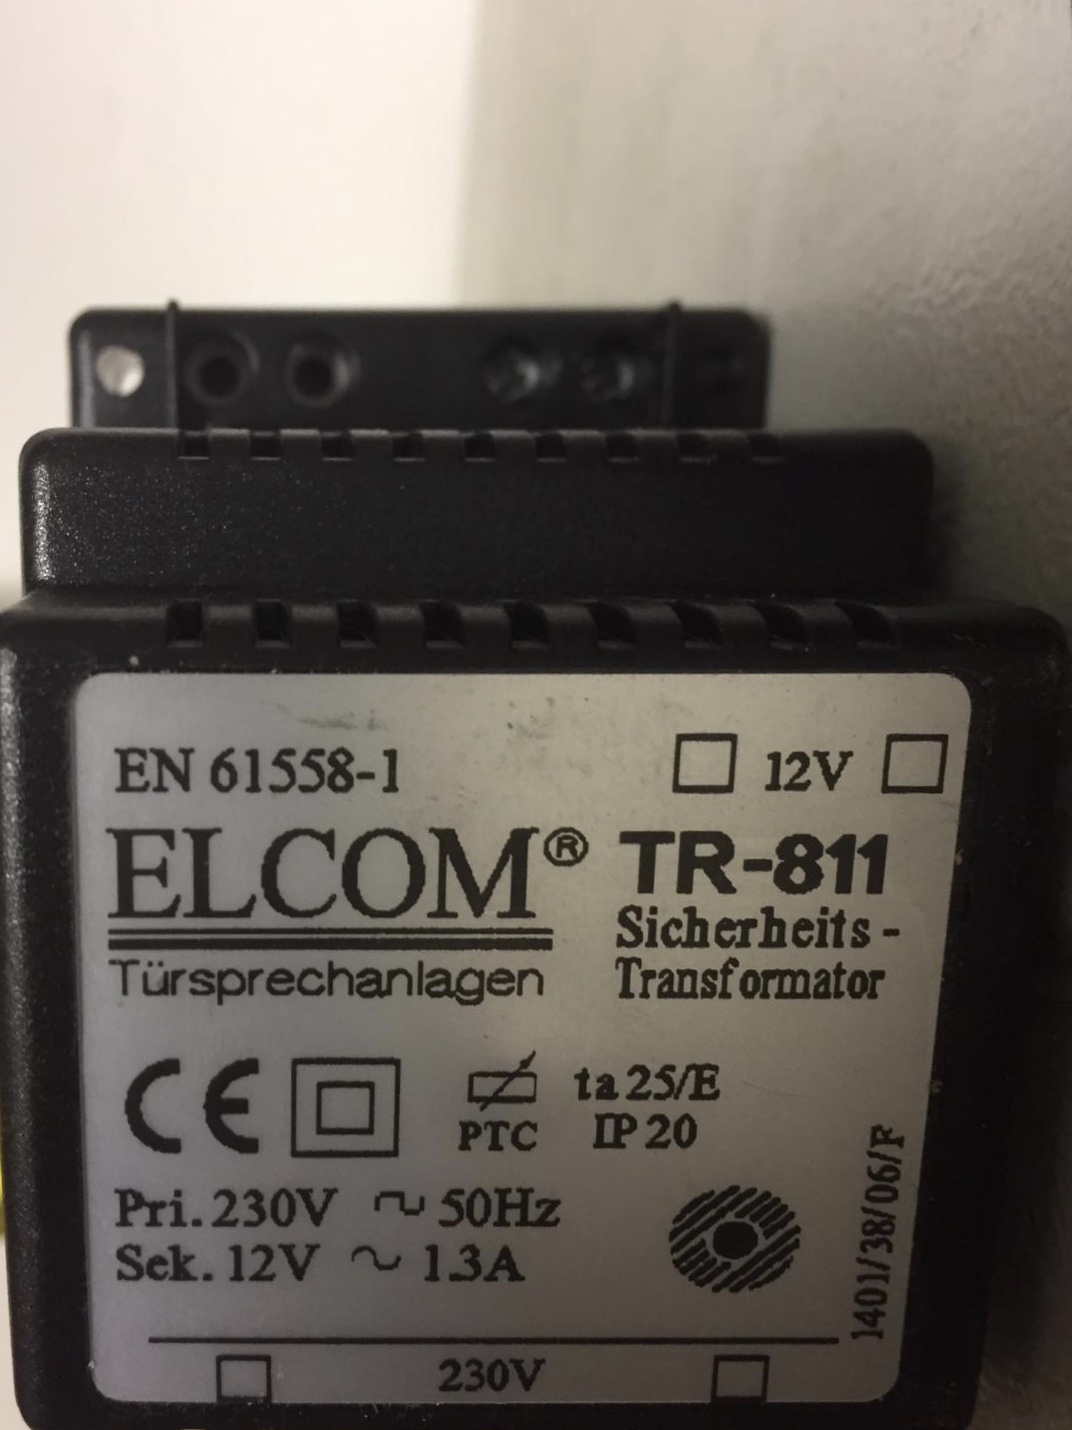 EN 61558-1
12V
ELCOM® TR-811
Sicherheits-
Transformator
Türsprechanlagen
CE
PTC
ta 25/E
IP 20
Pri. 230V 50Hz
Sek. 12V ~ 1.3A
1401/38/06/F
230V